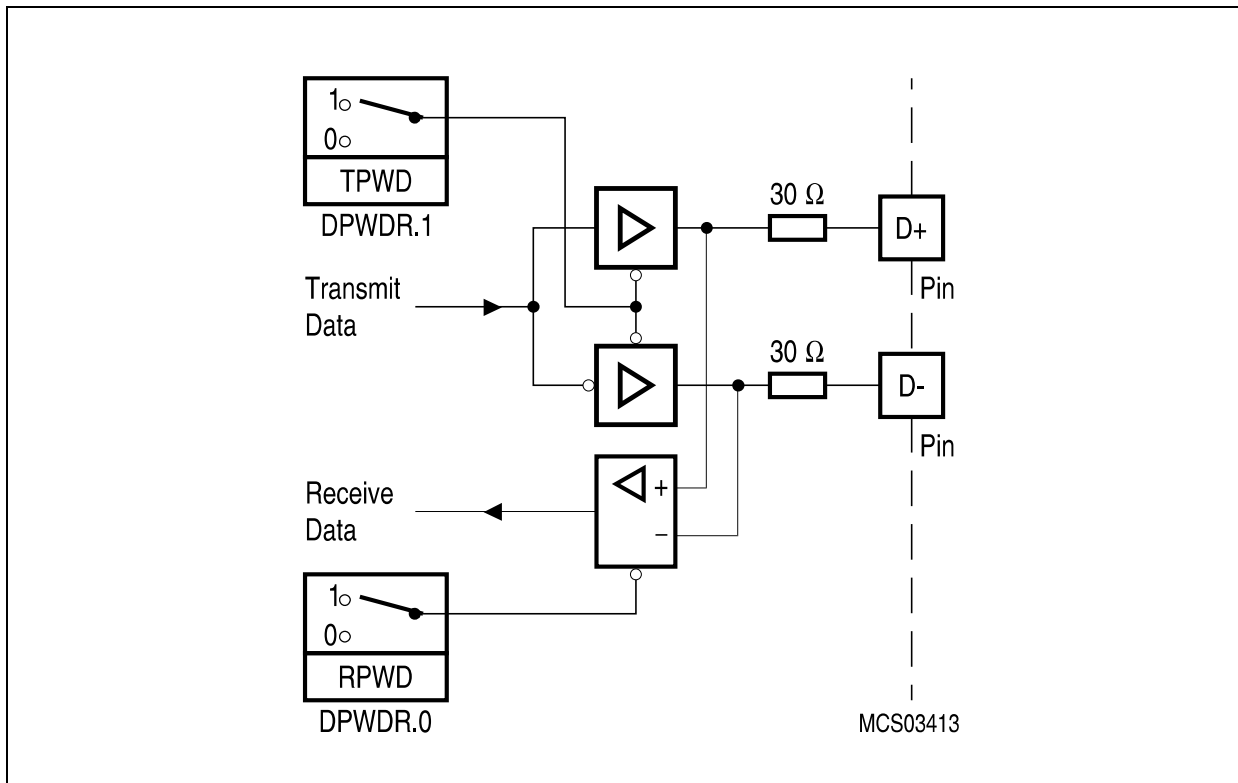 1
0
TPWD
DPWDR.1
30 Ω
D+
Pin
Transmit
Data
30 Ω
D-
Pin
+
−
Receive
Data
1
0
RPWD
DPWDR.0
MCS03413